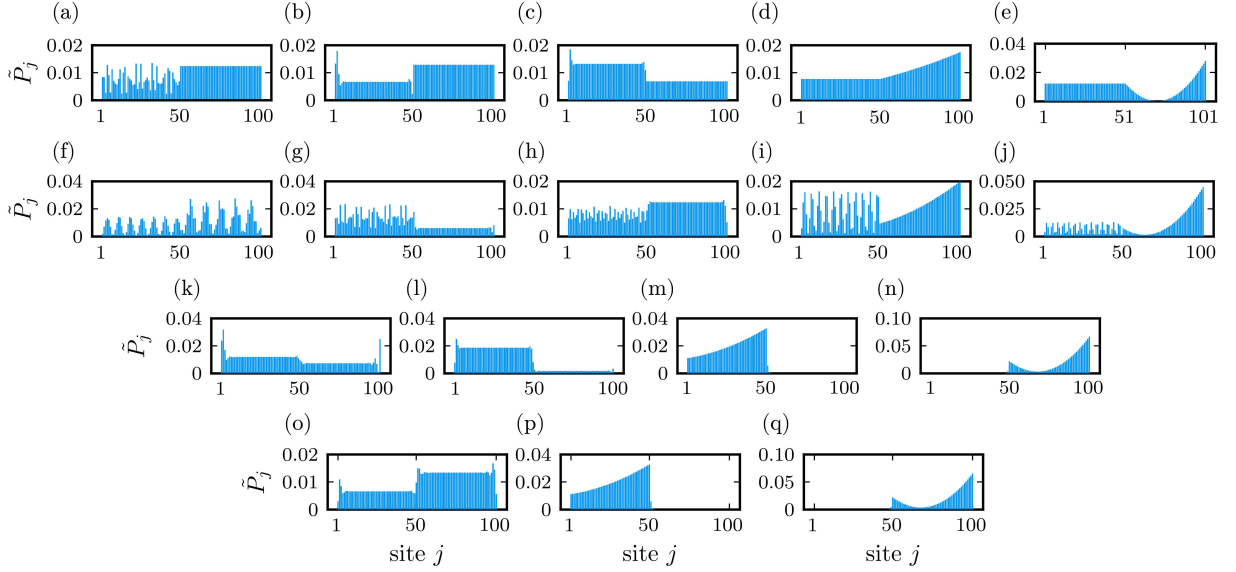 (a) (b) (c) (d) (e)
0.02 0.02 0.02 0.02 0.04
P̃j 0.01 0.01 0.01 0.01 0.02
0 0 0 0 0
1 50 100 1 50 100 1 50 100 1 50 100 1 51 101
(f) (g) (h) (i) (j)
0.04 0.04 0.02 0.02 0.050
P̃j 0.02 0.02 0.01 0.01 0.025
0 0 0 0 0
1 50 100 1 50 100 1 50 100 1 50 100 1 50 100
(k) (l) (m) (n)
0.04 0.04 0.04 0.10
P̃j 0.02 0.02 0.02 0.05
0 0 0 0
1 50 100 1 50 100 1 50 100 1 50 100
(o) (p) (q)
0.02 0.04 0.10
P̃j 0.01 0.02 0.05
0 0 0
1 50 100 1 50 100 1 50 100
site j site j site j